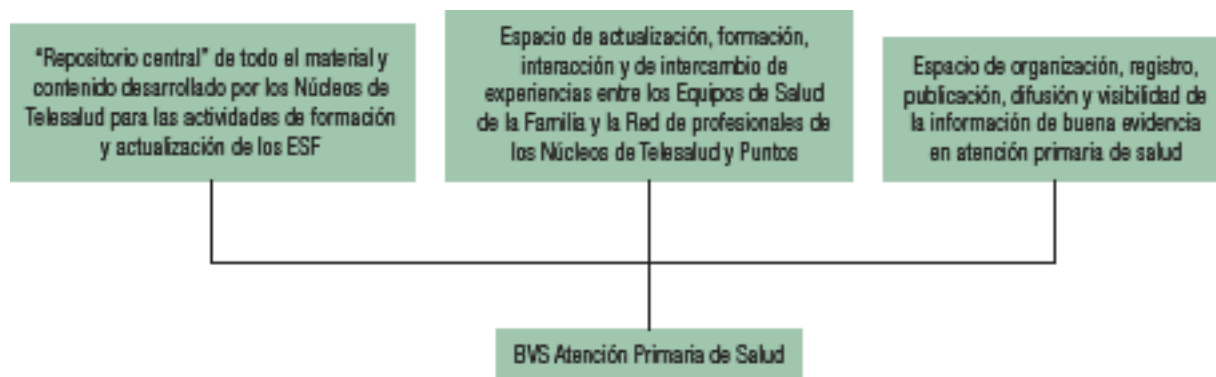 “Repositorio central” de todo el material y
contenido desarrollado por los Núcleos de
Telesalud para las actividades de formación
y actualización de los ESF
Espacio de actualización, formación,
interacción y de intercambio de
experiencias entre los Equipos de Salud
de la Familia y la Red de profesionales de
los Núcleos de Telesalud y Puntos
Espacio de organización, registro,
publicación, difusión y visibilidad de
la información de buena evidencia
en atención primaria de salud
BVS Atención Primaria de Salud